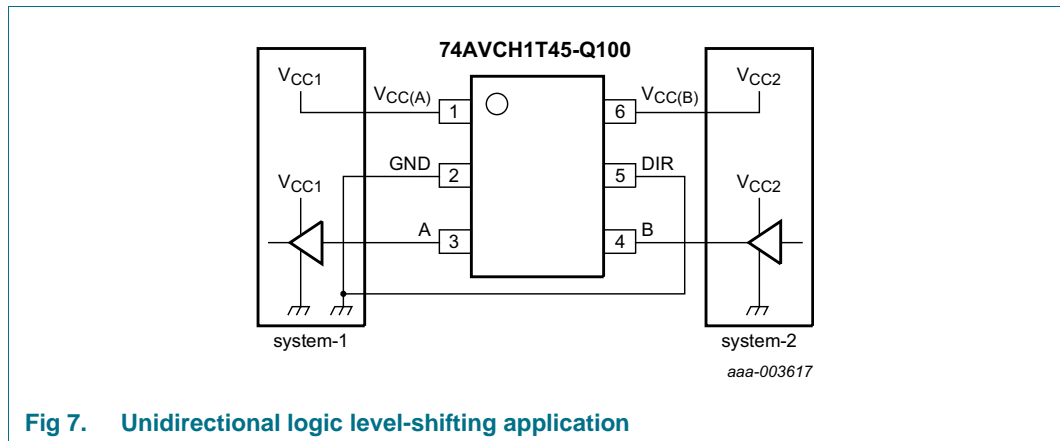 74AVCH1T45-Q100
VCC1
VCC(A)
1
6
VCC(B)
VCC2
GND
2
5
DIR
VCC1
VCC2
A
3
4
B
system-1
system-2
aaa-003617
Fig 7. Unidirectional logic level-shifting application